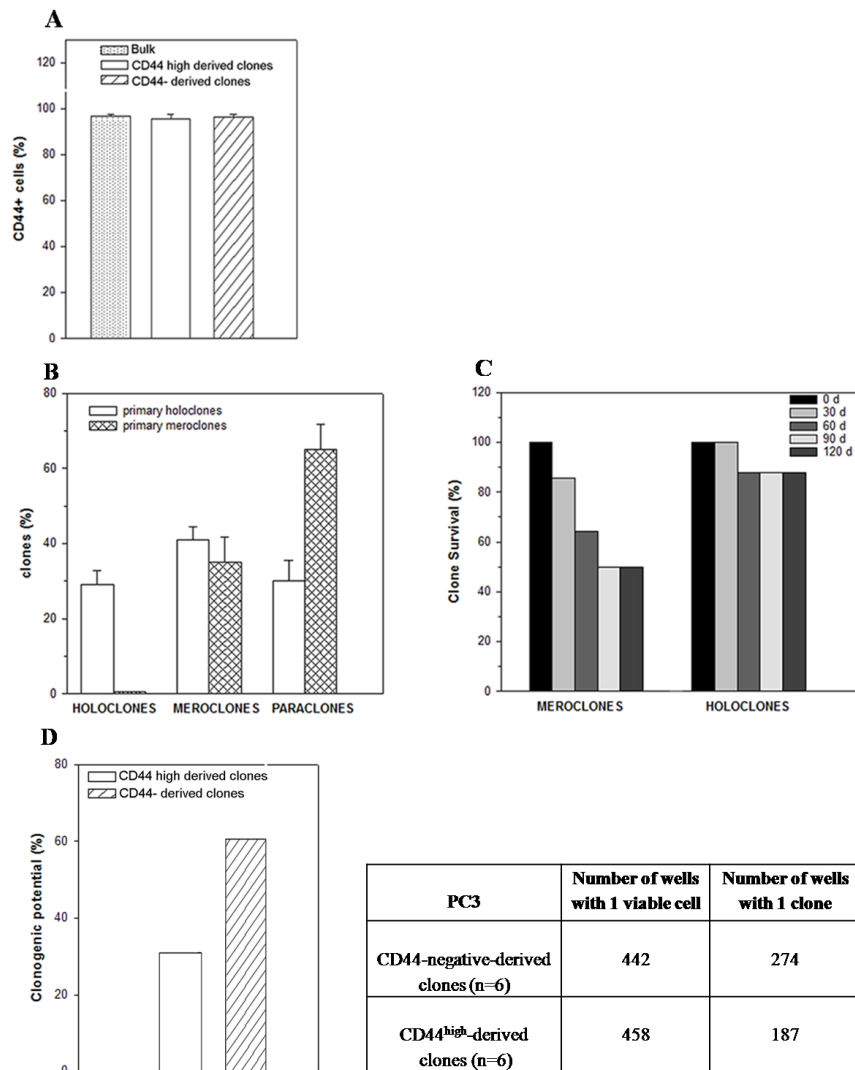 A
Bulk
CD44 high derived clones
CD44- derived clones
CD44+ cells (%)
120
100
80
60
40
20
0
B
primary holoclones
primary meroclones
clones (%)
80
60
40
20
0
HOLOCLONES MEROCLONES PARACLONES
C
0 d
30 d
60 d
90 d
120 d
Clone Survival (%)
120
100
80
60
40
20
0
MEROCLONES HOLOCLONES
D
CD44 high derived clones
CD44- derived clones
Clonogenic potential (%)
80
60
40
20
0
PC3
Number of wells
with 1 viable cell
Number of wells
with 1 clone
CD44-negative-derived
clones (n=6)
442
274
CD44high-derived
clones (n=6)
458
187